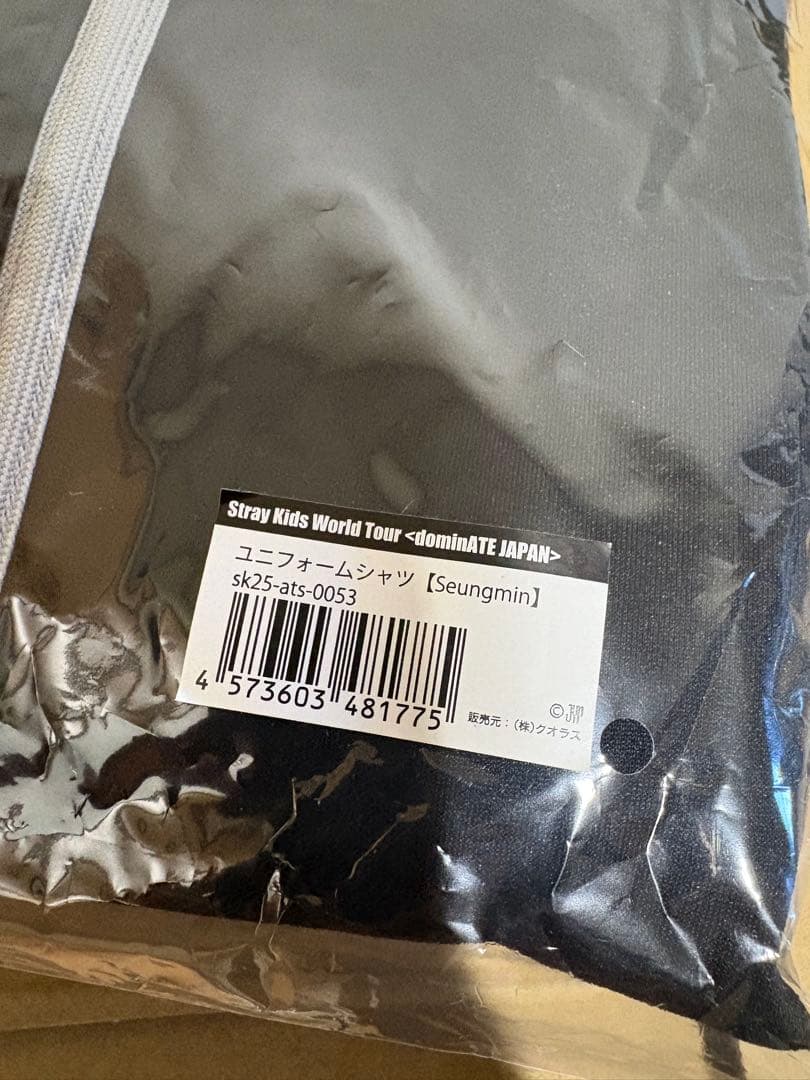 Stray Kids World Tour <dominATE JAPAN>
ユニフォームシャツ【Seungmin】
sk25-ats-0053
4 573603 481775
©
販売元：(株)クオラス